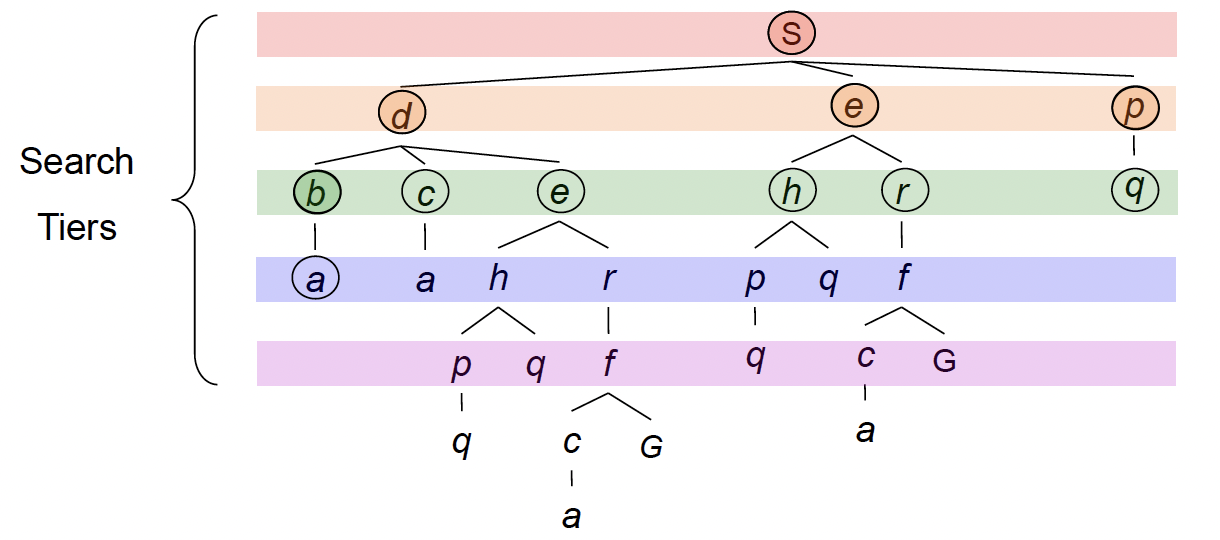 S
d e p
Search
Tiers
b c e h r q
a a h r p q f
p q f q c G
q c G a
a